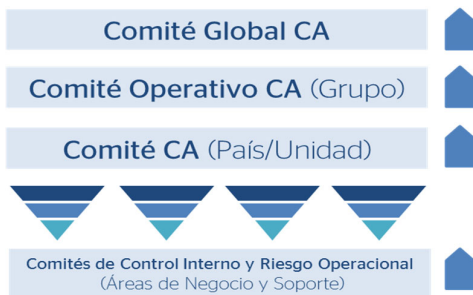 Comité Global CA
Comité Operativo CA (Grupo)
Comité CA (País/Unidad)
Comités de Control Interno y Riesgo Operacional
(Áreas de Negocio y Soporte)